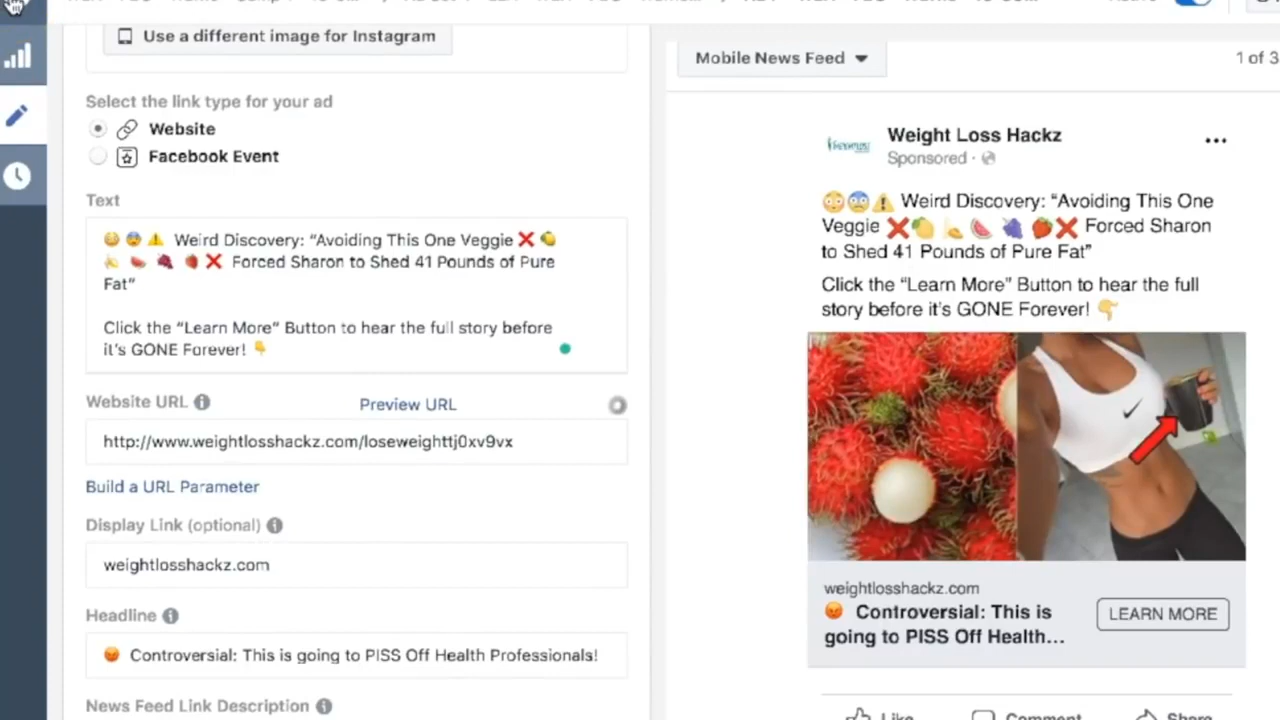 Use a different image for Instagram
Select the link type for your ad
Website
Facebook Event
Text
😳 😨 ⚠️ Weird Discovery: “Avoiding This One Veggie ❌ 🍋
🍌 🍉 🍇 🍓 ❌ Forced Sharon to Shed 41 Pounds of Pure
Fat”
Click the “Learn More” Button to hear the full story before
it's GONE Forever! 👇
Website URL
Preview URL
http://www.weightlosshackz.com/loseweighttj0xv9vx
Build a URL Parameter
Display Link (optional)
weightlosshackz.com
Headline
😡 Controversial: This is going to PISS Off Health Professionals!
News Feed Link Description
Mobile News Feed
1 of 3
Weight Loss Hackz
Sponsored ·
😳😨⚠️ Weird Discovery: “Avoiding This One
Veggie ❌🍋 🍌 🍉 🍇 🍓❌ Forced Sharon
to Shed 41 Pounds of Pure Fat”
Click the “Learn More” Button to hear the full
story before it's GONE Forever! 👇
weightlosshackz.com
😡 Controversial: This is
going to PISS Off Health...
LEARN MORE
Like
Comment
Share